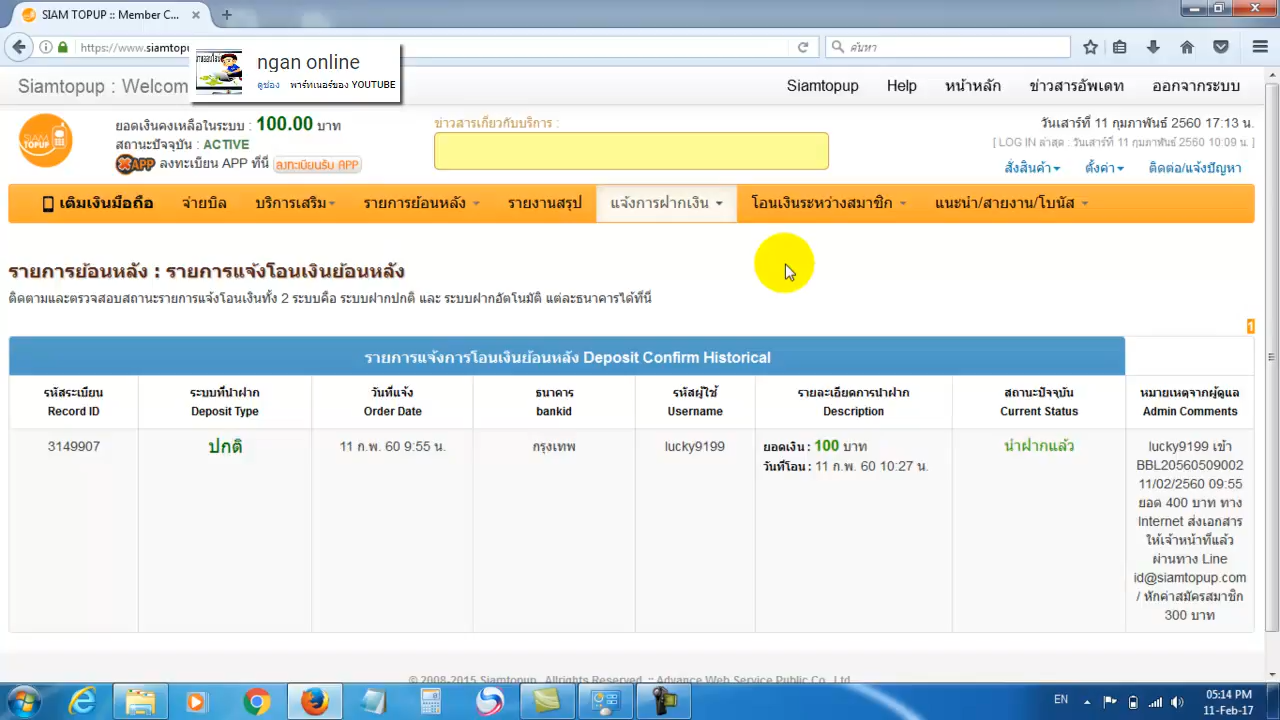 SIAM TOPUP :: Member C...
https://www.siamtopu
ค้นหา
ngan online
ดูช่อง พาร์ทเนอร์ของ YOUTUBE
Siamtopup : Welcom
Siamtopup Help หน้าหลัก ข่าวสารอัพเดท ออกจากระบบ
SIAM TOPUP
ยอดเงินคงเหลือในระบบ : 100.00 บาท
สถานะปัจจุบัน : ACTIVE
APP ลงทะเบียน APP ที่นี่ ลงทะเบียนรับ APP
ข่าวสารเกี่ยวกับบริการ :
วันเสาร์ที่ 11 กุมภาพันธ์ 2560 17:13 น.
[ LOG IN ล่าสุด : วันเสาร์ที่ 11 กุมภาพันธ์ 2560 10:09 น. ]
สั่งสินค้า ตั้งค่า ติดต่อ/แจ้งปัญหา
เติมเงินมือถือ จ่ายบิล บริการเสริม รายการย้อนหลัง รายงานสรุป แจ้งการฝากเงิน โอนเงินระหว่างสมาชิก แนะนำ/สายงาน/โบนัส
รายการย้อนหลัง : รายการแจ้งโอนเงินย้อนหลัง
ติดตามและตรวจสอบสถานะรายการแจ้งโอนเงินทั้ง 2 ระบบคือ ระบบฝากปกติ และ ระบบฝากอัตโนมัติ แต่ละธนาคารได้ที่นี่
1
รายการแจ้งการโอนเงินย้อนหลัง Deposit Confirm Historical
รหัสระเบียน ระบบที่นำฝาก วันที่แจ้ง ธนาคาร รหัสผู้ใช้ รายละเอียดการนำฝาก สถานะปัจจุบัน หมายเหตุจากผู้ดูแล
Record ID Deposit Type Order Date bankid Username Description Current Status Admin Comments
3149907 ปกติ 11 ก.พ. 60 9:55 น. กรุงเทพ lucky9199 ยอดเงิน : 100 บาท นำฝากแล้ว lucky9199 เข้า
วันที่โอน : 11 ก.พ. 60 10:27 น. BBL20560509002
11/02/2560 09:55
ยอด 400 บาท ทาง
Internet ส่งเอกสาร
ให้เจ้าหน้าที่แล้ว
ผ่านทาง Line
id@siamtopup.com
/ หักค่าสมัครสมาชิก
300 บาท
© 2008-2015 Siamtopup. Allrights Reserved. :: Advance Web Service Public Co. Ltd
EN
05:14 PM
11-Feb-17